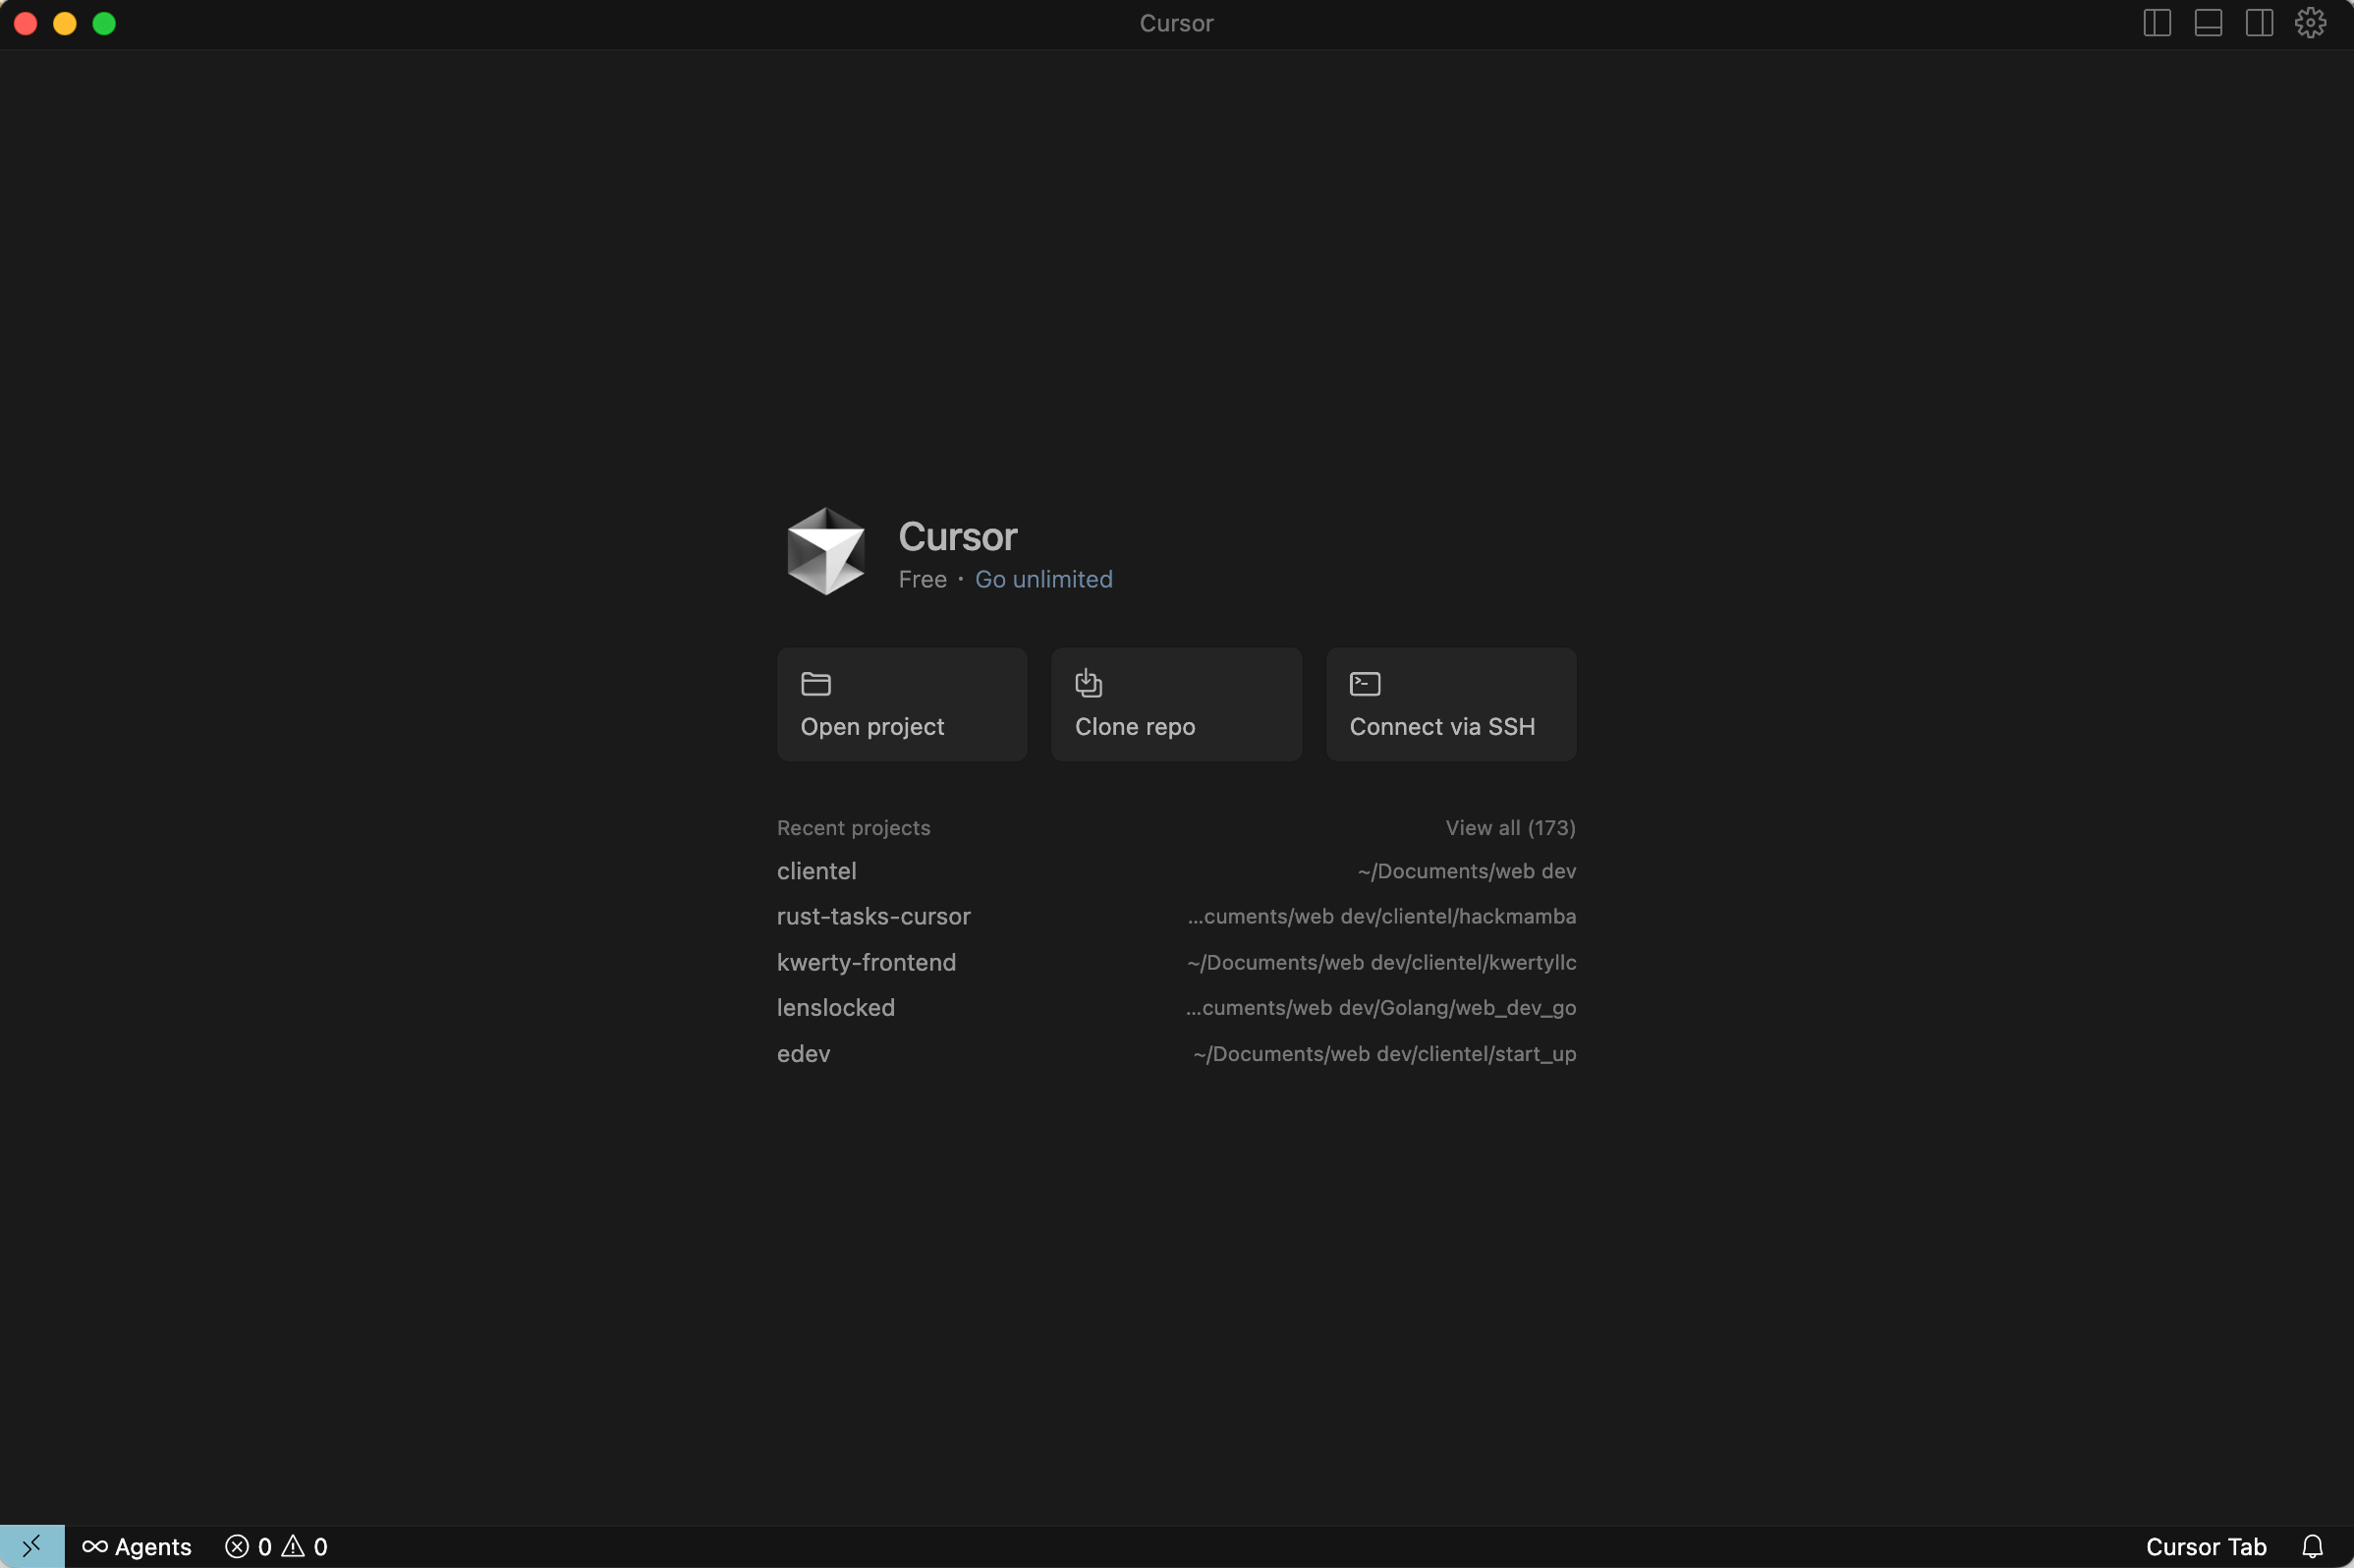 Cursor
Cursor
Free · Go unlimited
Open project
Clone repo
Connect via SSH
Recent projects View all (173)
clientel ~/Documents/web dev
rust-tasks-cursor ...cuments/web dev/clientel/hackmamba
kwerty-frontend ~/Documents/web dev/clientel/kwertyllc
lenslocked ...cuments/web dev/Golang/web_dev_go
edev ~/Documents/web dev/clientel/start_up
Agents 0 0 Cursor Tab